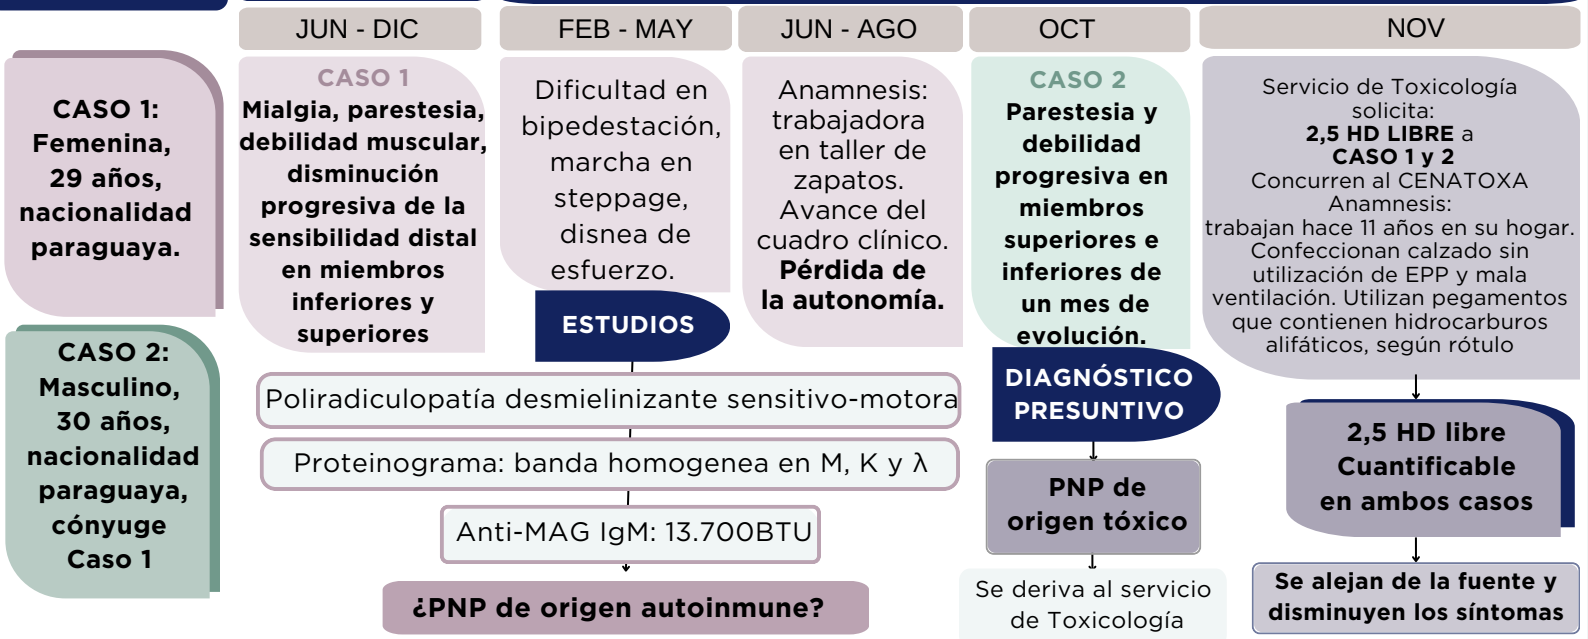 JUN - DIC
FEB - MAY
JUN - AGO
OCT
NOV
CASO 1:
Femenina,
29 años,
nacionalidad
paraguaya.
CASO 2:
Masculino,
30 años,
nacionalidad
paraguaya,
cónyuge
Caso 1
CASO 1
Mialgia, parestesia,
debilidad muscular,
disminución
progresiva de la
sensibilidad distal
en miembros
inferiores y
superiores
Dificultad en
bipedestación,
marcha en
steppage,
disnea de
esfuerzo.
ESTUDIOS
Anamnesis:
trabajadora
en taller de
zapatos.
Avance del
cuadro clínico.
Pérdida de
la autonomía.
Poliradiculopatía desmielinizante sensitivo-motora
Proteinograma: banda homogenea en M, K y λ
Anti-MAG IgM: 13.700BTU
¿PNP de origen autoinmune?
CASO 2
Parestesia y
debilidad
progresiva en
miembros
superiores e
inferiores de
un mes de
evolución.
DIAGNÓSTICO
PRESUNTIVO
PNP de
origen tóxico
Se deriva al servicio
de Toxicología
Servicio de Toxicología
solicita:
2,5 HD LIBRE a
CASO 1 y 2
Concurren al CENATOXA
Anamnesis:
trabajan hace 11 años en su hogar.
Confeccionan calzado sin
utilización de EPP y mala
ventilación. Utilizan pegamentos
que contienen hidrocarburos
alifáticos, según rótulo
2,5 HD libre
Cuantificable
en ambos casos
Se alejan de la fuente y
disminuyen los síntomas